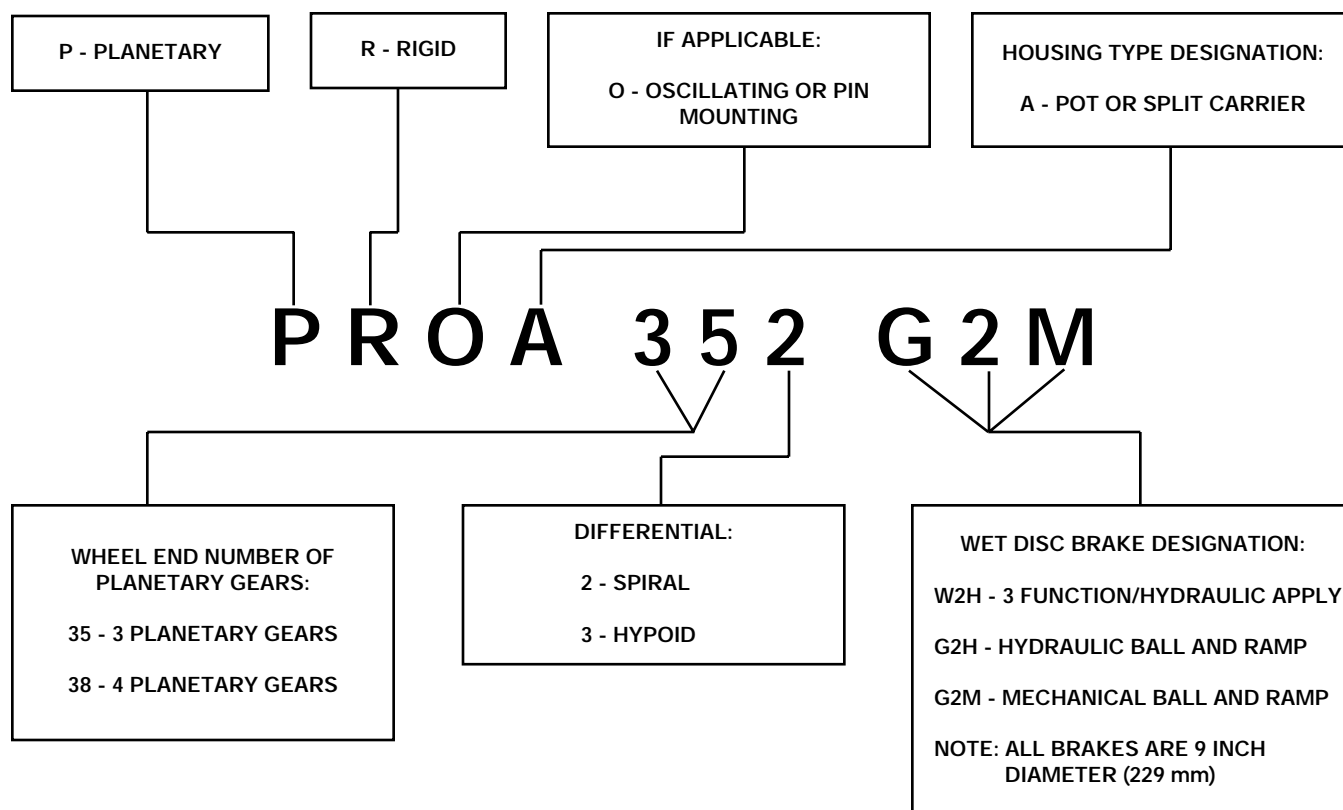 P - PLANETARY
R - RIGID
IF APPLICABLE:
O - OSCILLATING OR PIN
MOUNTING
HOUSING TYPE DESIGNATION:
A - POT OR SPLIT CARRIER
P R O A 3 5 2 G 2 M
WHEEL END NUMBER OF
PLANETARY GEARS:
35 - 3 PLANETARY GEARS
38 - 4 PLANETARY GEARS
DIFFERENTIAL:
2 - SPIRAL
3 - HYPOID
WET DISC BRAKE DESIGNATION:
W2H - 3 FUNCTION/HYDRAULIC APPLY
G2H - HYDRAULIC BALL AND RAMP
G2M - MECHANICAL BALL AND RAMP
NOTE: ALL BRAKES ARE 9 INCH
DIAMETER (229 mm)